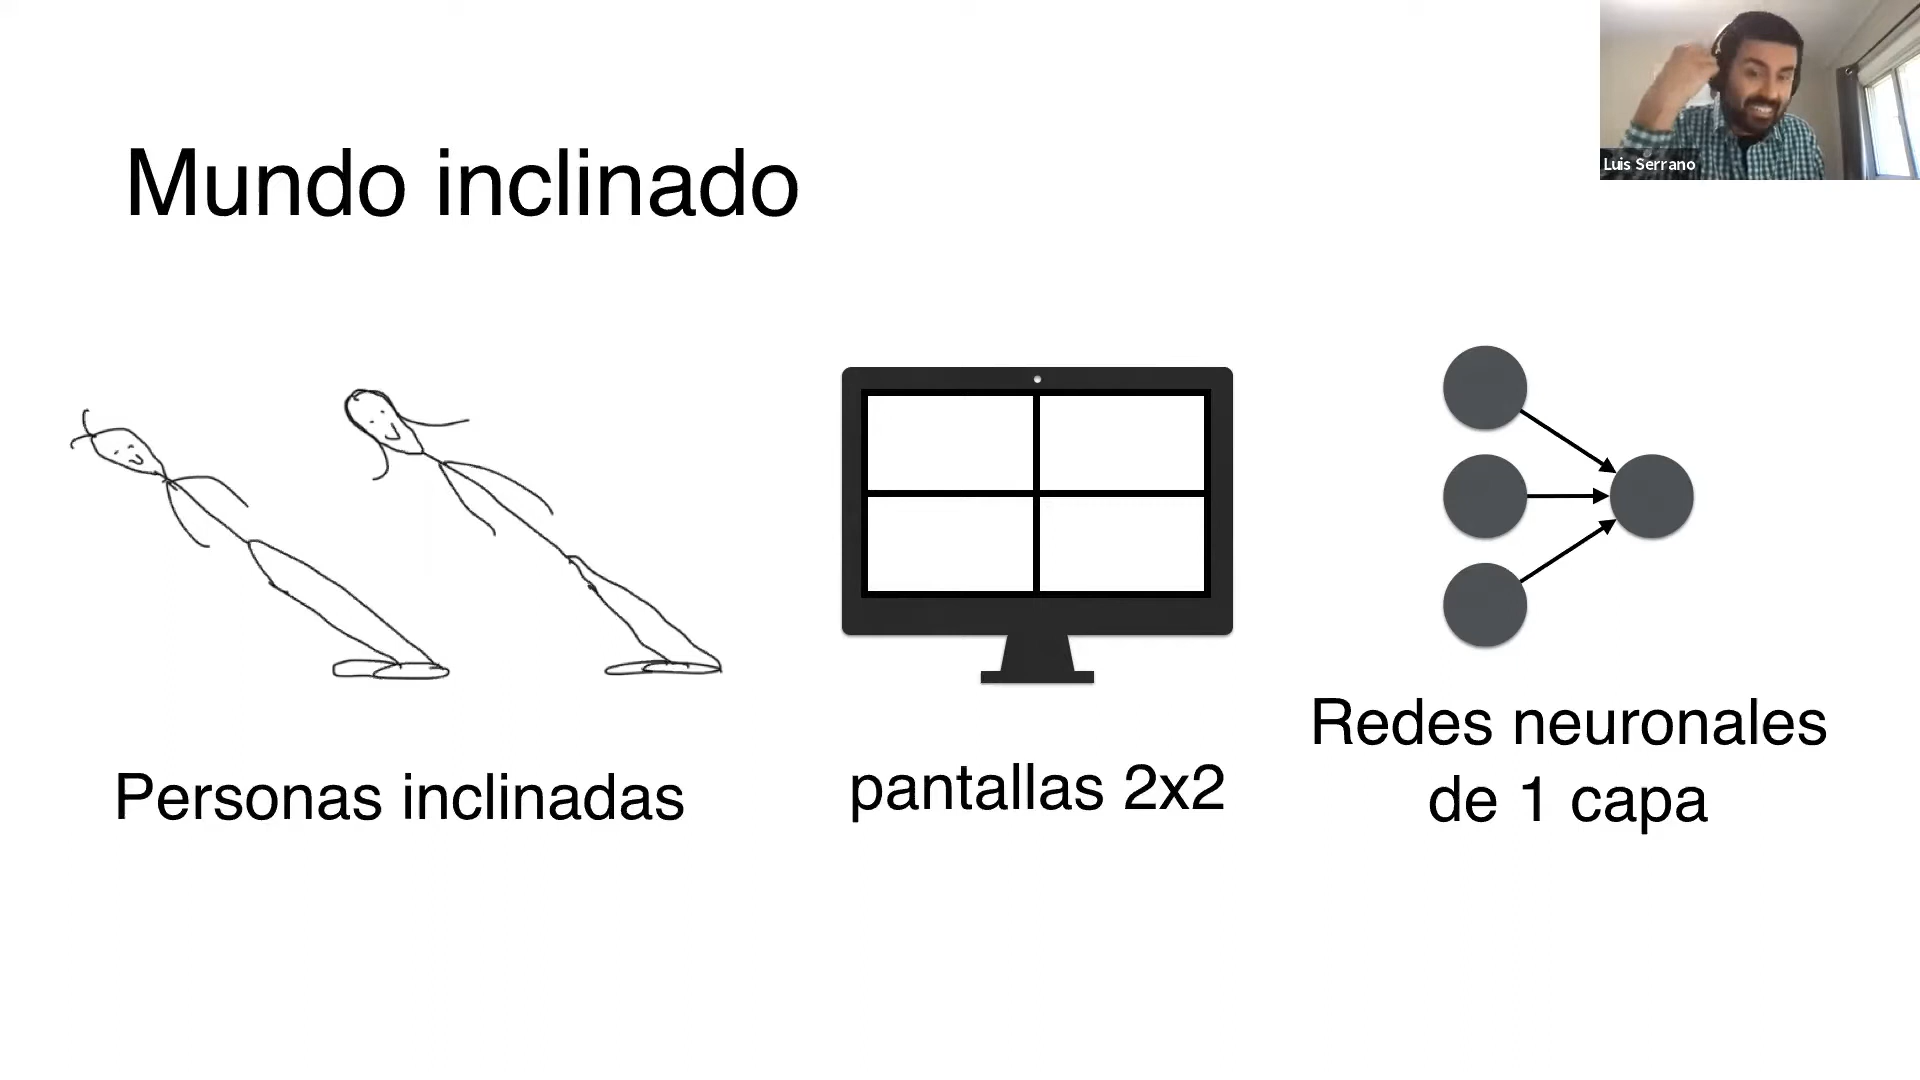 Luis Serrano
Mundo inclinado
Personas inclinadas
pantallas 2x2
Redes neuronales
de 1 capa